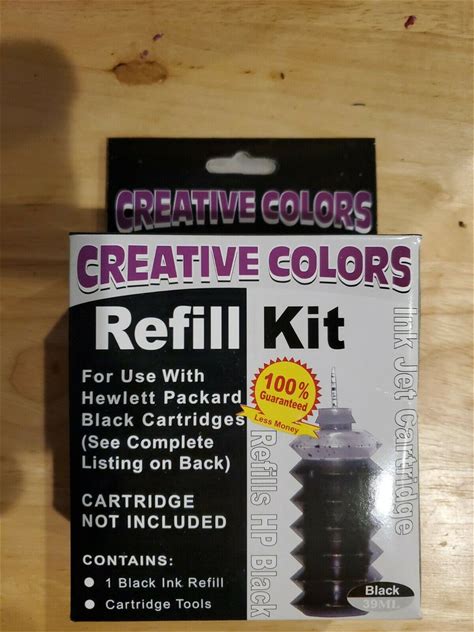 CREATIVE COLORS
CREATIVE COLORS
Refill Kit
For Use With
Hewlett Packard
Black Cartridges
(See Complete
Listing on Back)
CARTRIDGE
NOT INCLUDED
CONTAINS:
● 1 Black Ink Refill
● Cartridge Tools
100%
Guaranteed
Less Money
Refills HP Black
Ink Jet Cartridge
Black
39ML